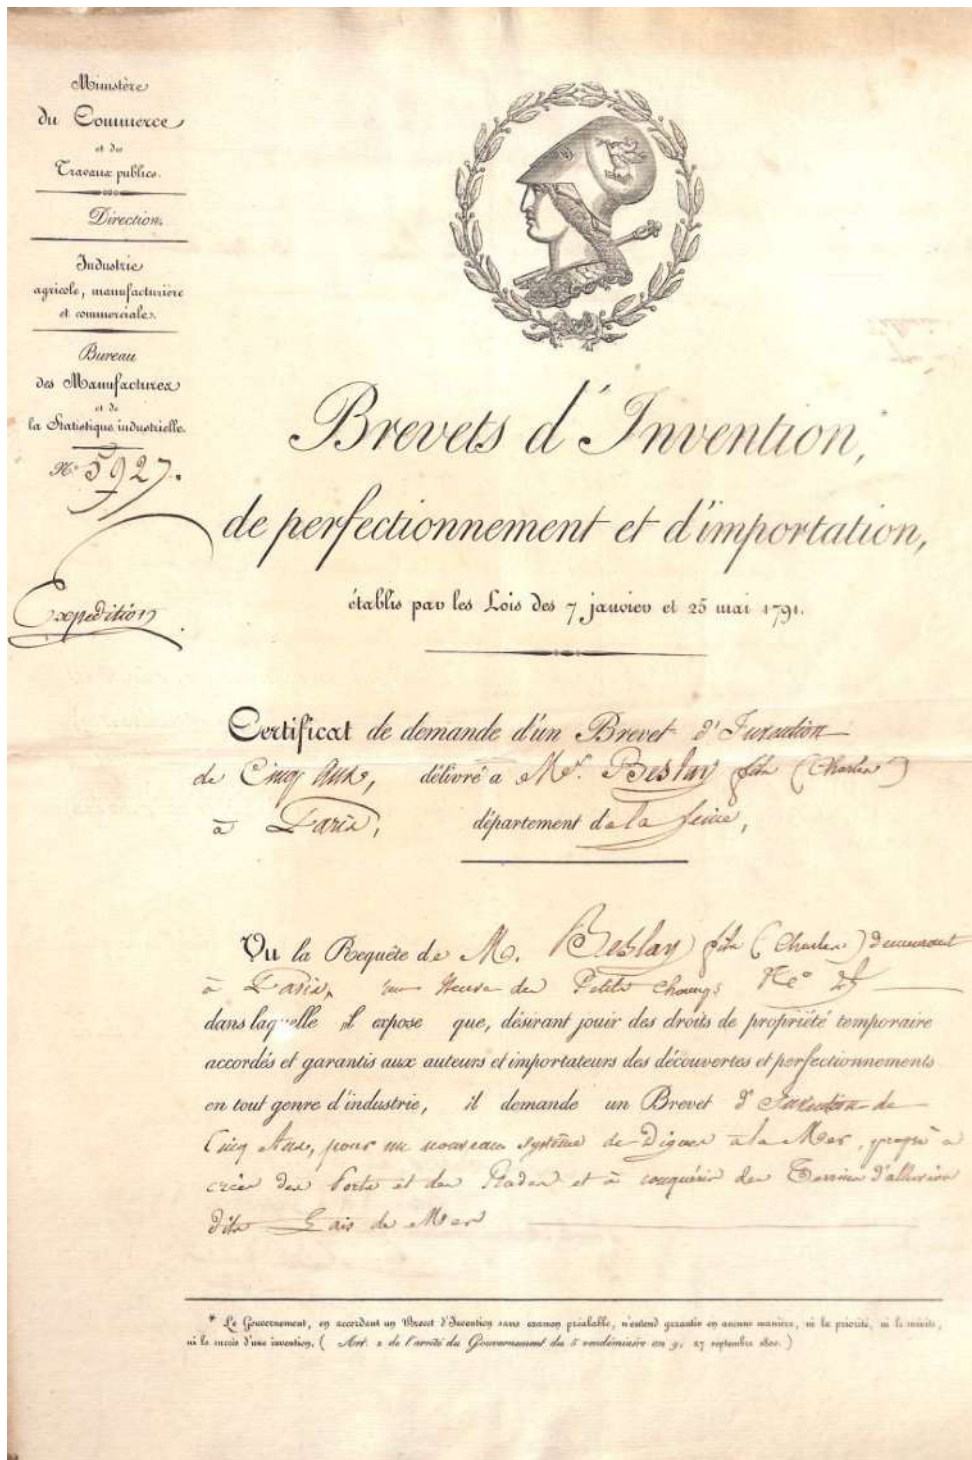 Ministère
du Commerce
et des
Travaux publics.
Direction.
Industrie
agricole, manufacturière
et commerciale.
Bureau
des Manufactures
et de
la Statistique industrielle.
N° 5927.
Expédition
Brevets d'Invention,
de perfectionnement et d'importation,
établis par les Lois des 7 janvier et 25 mai 1791.
Certificat de demande d'un Brevet d'Invention
de Cinq Ans, délivré à Mr. Beslay fils (Charles)
à Paris, département de la Seine,
Vu la Requête de M. Beslay fils (Charles) demeurant
à Paris, rue Neuve des Petits Champs No
dans laquelle il expose que, désirant jouir des droits de propriété temporaire
accordés et garantis aux auteurs et importateurs des découvertes et perfectionnements
en tout genre d'industrie, il demande un Brevet d'Invention de
Cinq Ans, pour un nouveau système de Digues à la Mer, propre à
créer des Ports et des Rades et à conquérir des Terrains d'alluvion
dits Lais de Mer
* Le Gouvernement, en accordant un Brevet d'Invention sans examen préalable, n'entend garantir en aucune manière, ni la priorité, ni le mérite,
ni le succès d'une invention. ( Art. 2 de l'arrêté du Gouvernement du 5 vendémiaire an 9, 27 septembre 1800. )